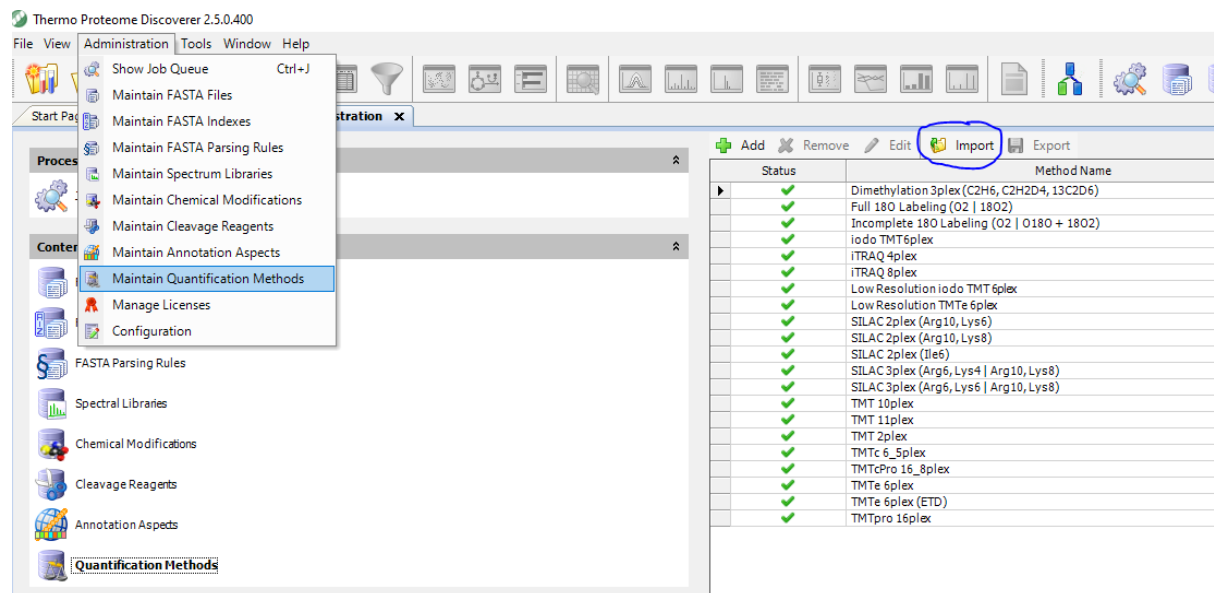 Thermo Proteome Discoverer 2.5.0.400
File View Administration Tools Window Help
Show Job Queue Ctrl+J
Maintain FASTA Files
Maintain FASTA Indexes
Maintain FASTA Parsing Rules
Maintain Spectrum Libraries
Maintain Chemical Modifications
Maintain Cleavage Reagents
Maintain Annotation Aspects
Maintain Quantification Methods
Manage Licenses
Configuration
Start Pag
stration
Proces
Conter
FASTA Parsing Rules
Spectral Libraries
Chemical Modifications
Cleavage Reagents
Annotation Aspects
Quantification Methods
Add Remove Edit Import Export
Status Method Name
Dimethylation 3plex (C2H6, C2H2D4, 13C2D6)
Full 18O Labeling (O2 | 18O2)
Incomplete 18O Labeling (O2 | O18O + 18O2)
iodo TMT6plex
iTRAQ 4plex
iTRAQ 8plex
Low Resolution iodo TMT 6plex
Low Resolution TMTe 6plex
SILAC 2plex (Arg10, Lys6)
SILAC 2plex (Arg10, Lys8)
SILAC 2plex (Ile6)
SILAC 3plex (Arg6, Lys4 | Arg10, Lys8)
SILAC 3plex (Arg6, Lys6 | Arg10, Lys8)
TMT 10plex
TMT 11plex
TMT 2plex
TMTc 6_5plex
TMTcPro 16_8plex
TMTe 6plex
TMTe 6plex (ETD)
TMTpro 16plex